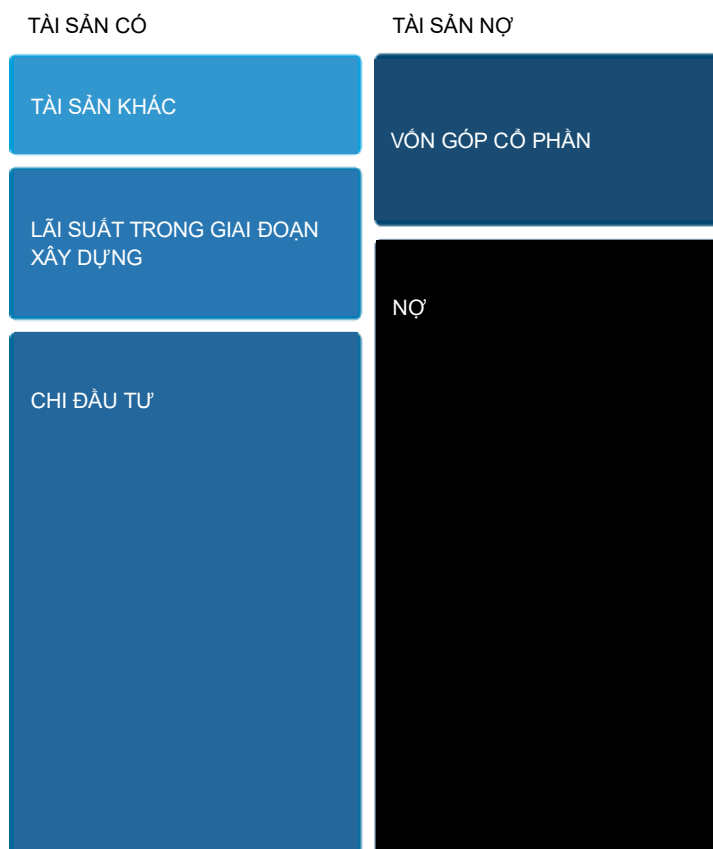 TÀI SẢN CÓ
TÀI SẢN KHÁC
LÃI SUẤT TRONG GIAI ĐOẠN
XÂY DỰNG
CHI ĐẦU TƯ
TÀI SẢN NỢ
VỐN GÓP CỔ PHẦN
NỢ